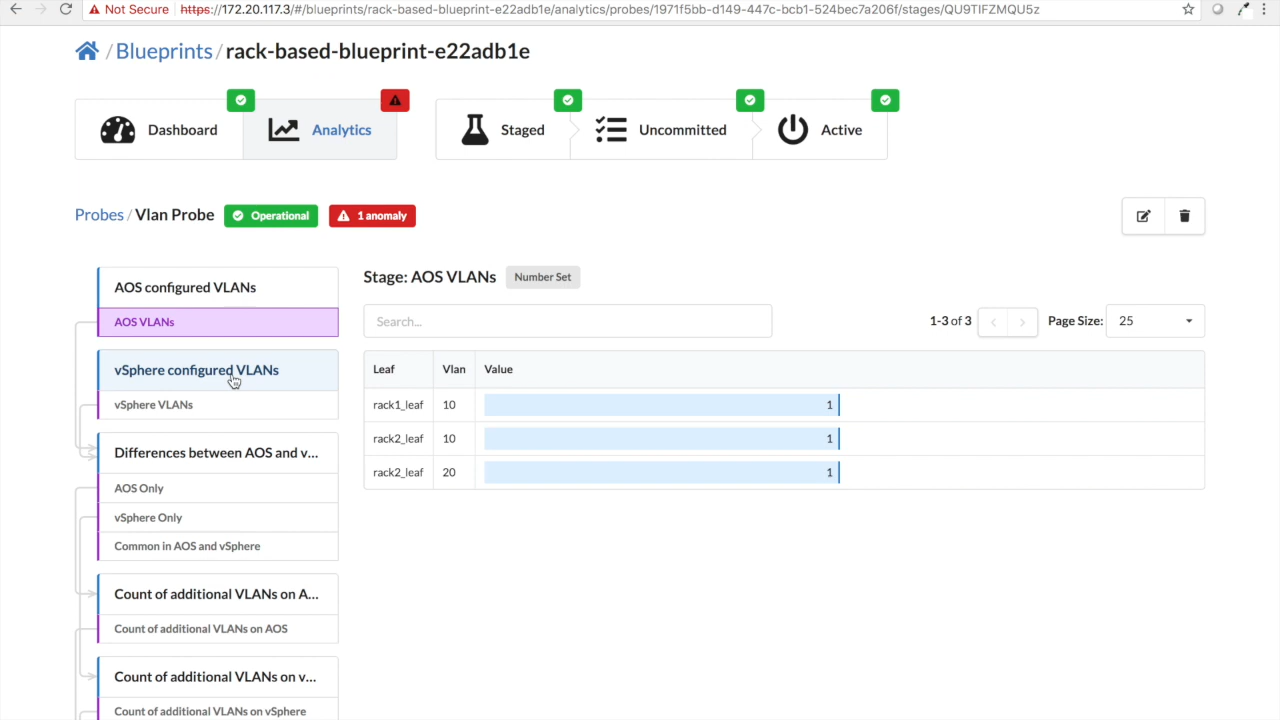 Not Secure https://172.20.117.3/#/blueprints/rack-based-blueprint-e22adb1e/analytics/probes/1971f5bb-d149-447c-bcb1-524bec7a206f/stages/QU9TIFZMQU5z
/ Blueprints / rack-based-blueprint-e22adb1e
Dashboard Analytics Staged Uncommitted Active
Probes / Vlan Probe Operational 1 anomaly
AOS configured VLANs
AOS VLANs
vSphere configured VLANs
vSphere VLANs
Differences between AOS and v...
AOS Only
vSphere Only
Common in AOS and vSphere
Count of additional VLANs on A...
Count of additional VLANs on AOS
Count of additional VLANs on v...
Count of additional VLANs on vSphere
Stage: AOS VLANs Number Set
Search... 1-3 of 3 Page Size: 25
Leaf Vlan Value
rack1_leaf 10 1
rack2_leaf 10 1
rack2_leaf 20 1